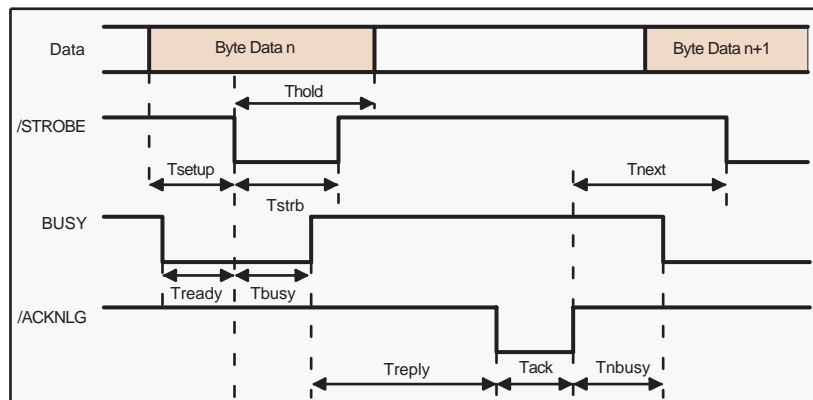 Data
Byte Data n
Byte Data n+1
Thold
/STROBE
Tsetup
Tnext
Tstrb
BUSY
Tready
Tbusy
/ACKNLG
Treply
Tack
Tnbusy